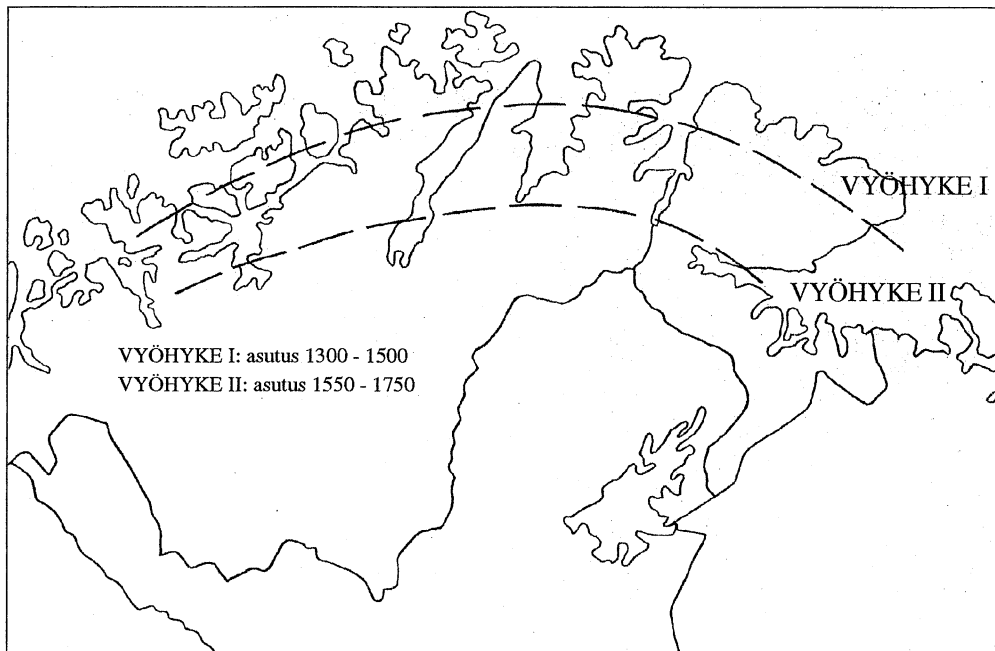 VYÖHYKE I
VYÖHYKE II
VYÖHYKE I: asutus 1300 - 1500
VYÖHYKE II: asutus 1550 - 1750